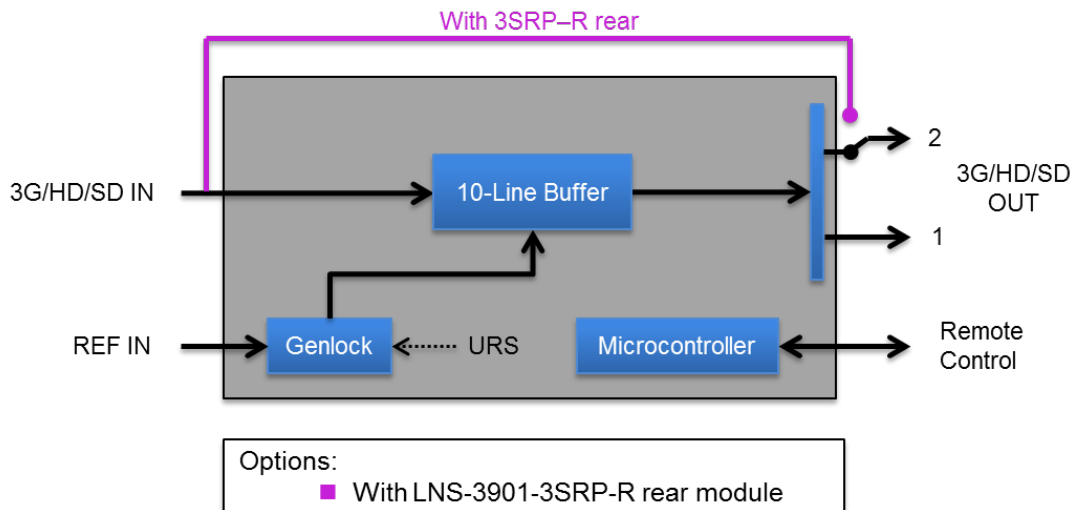 With 3SRP–R rear
3G/HD/SD IN
10-Line Buffer
2
3G/HD/SD
OUT
1
REF IN
Genlock
URS
Microcontroller
Remote
Control
Options:
With LNS-3901-3SRP-R rear module